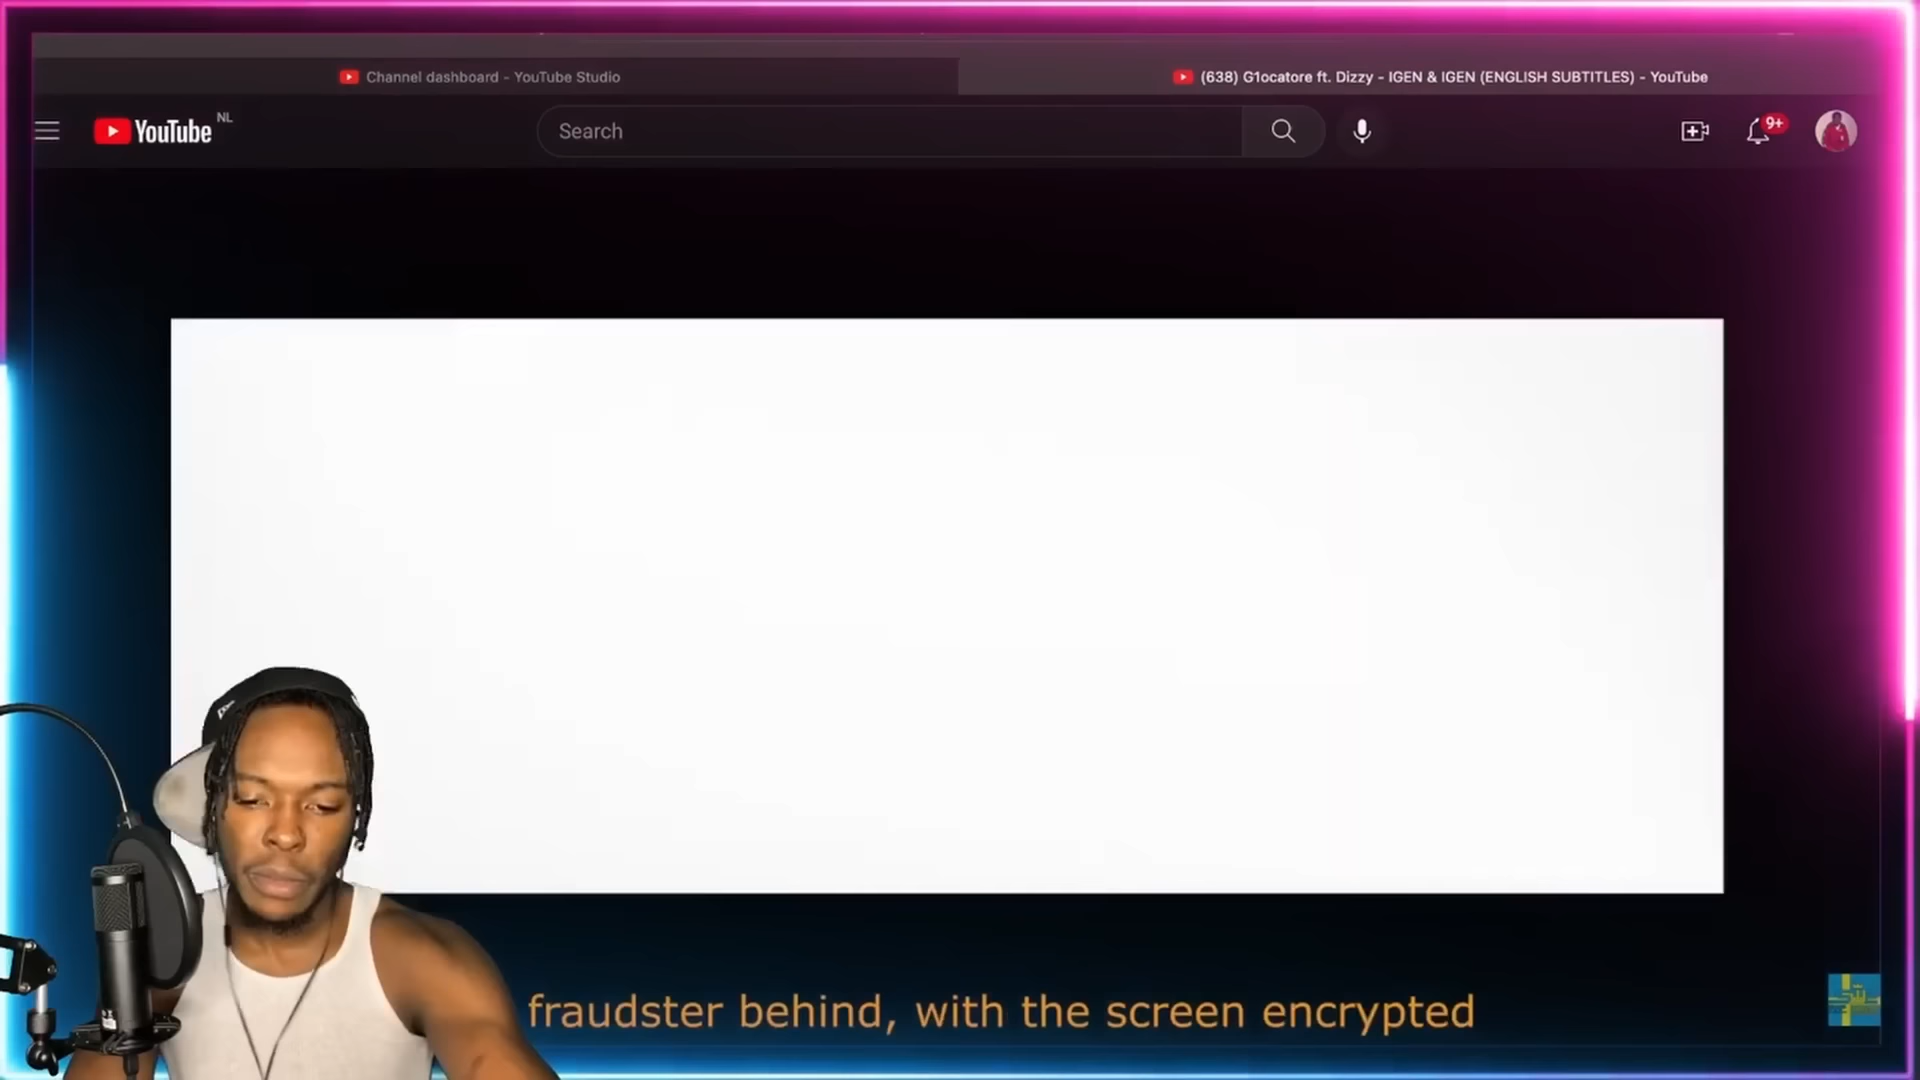 Channel dashboard - YouTube Studio
(638) G1ocatore ft. Dizzy - IGEN & IGEN (ENGLISH SUBTITLES) - YouTube
YouTube NL
Search
9+
fraudster behind, with the screen encrypted